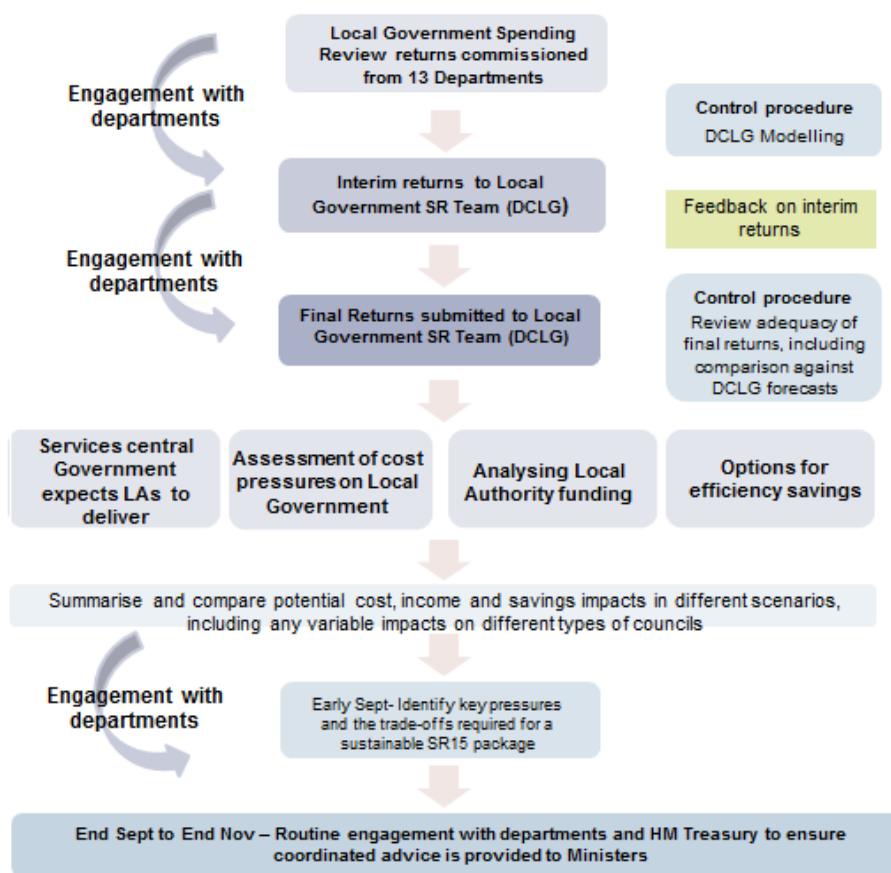 Local Government Spending
Review returns commissioned
from 13 Departments
Engagement with
departments
Control procedure
DCLG Modelling
Interim returns to Local
Government SR Team (DCLG)
Feedback on interim
returns
Engagement with
departments
Final Returns submitted to Local
Government SR Team (DCLG)
Control procedure
Review adequacy of
final returns, including
comparison against
DCLG forecasts
Services central
Government
expects LAs to
deliver
Assessment of cost
pressures on Local
Government
Analysing Local
Authority funding
Options for
efficiency savings
Summarise and compare potential cost, income and savings impacts in different scenarios,
including any variable impacts on different types of councils
Engagement with
departments
Early Sept- Identify key pressures
and the trade-offs required for a
sustainable SR15 package
End Sept to End Nov – Routine engagement with departments and HM Treasury to ensure
coordinated advice is provided to Ministers